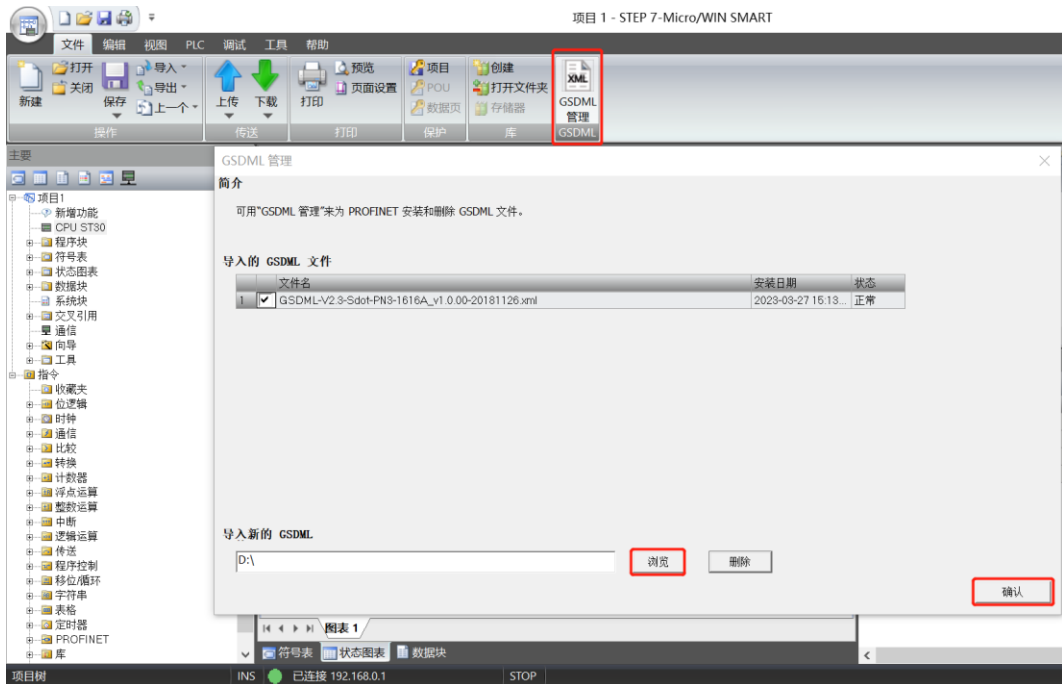 项目 1 - STEP 7-Micro/WIN SMART
文件 编辑 视图 PLC 调试 工具 帮助
新建 打开 关闭 保存 导入 导出 上一个 上传 下载 打印 预览 页面设置 项目 POU 数据页 创建 打开文件夹 存储器 XML GSDML 管理
操作 传送 打印 保护 库 GSDML
主要
项目1
新增功能
CPU ST30
程序块
符号表
状态图表
数据块
系统块
交叉引用
通信
向导
工具
指令
收藏夹
位逻辑
时钟
通信
比较
转换
计数器
浮点运算
整数运算
中断
逻辑运算
传送
程序控制
移位/循环
字符串
表格
定时器
PROFINET
库
GSDML 管理
简介
可用"GSDML 管理"来为 PROFINET 安装和删除 GSDML 文件。
导入的 GSDML 文件
文件名 安装日期 状态
1 GSDML-V2.3-Sdot-PN3-1616A_v1.0.00-20181126.xml 2023-03-27 15:13... 正常
导入新的 GSDML
D:\ 浏览 删除
确认
图表 1
符号表 状态图表 数据块
项目树 INS 已连接 192.168.0.1 STOP